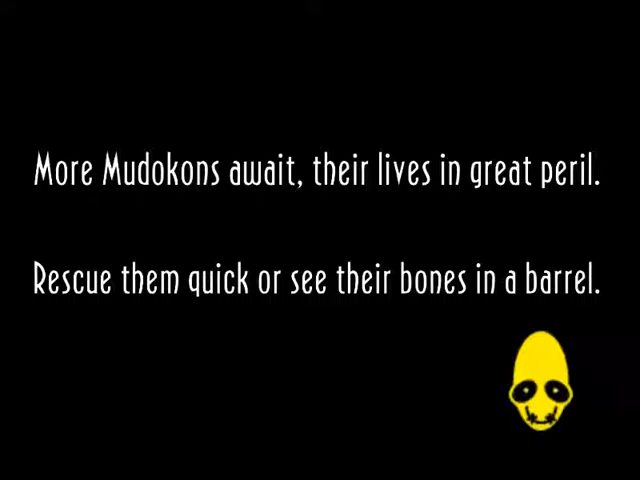 More Mudokons await, their lives in great peril.
Rescue them quick or see their bones in a barrel.